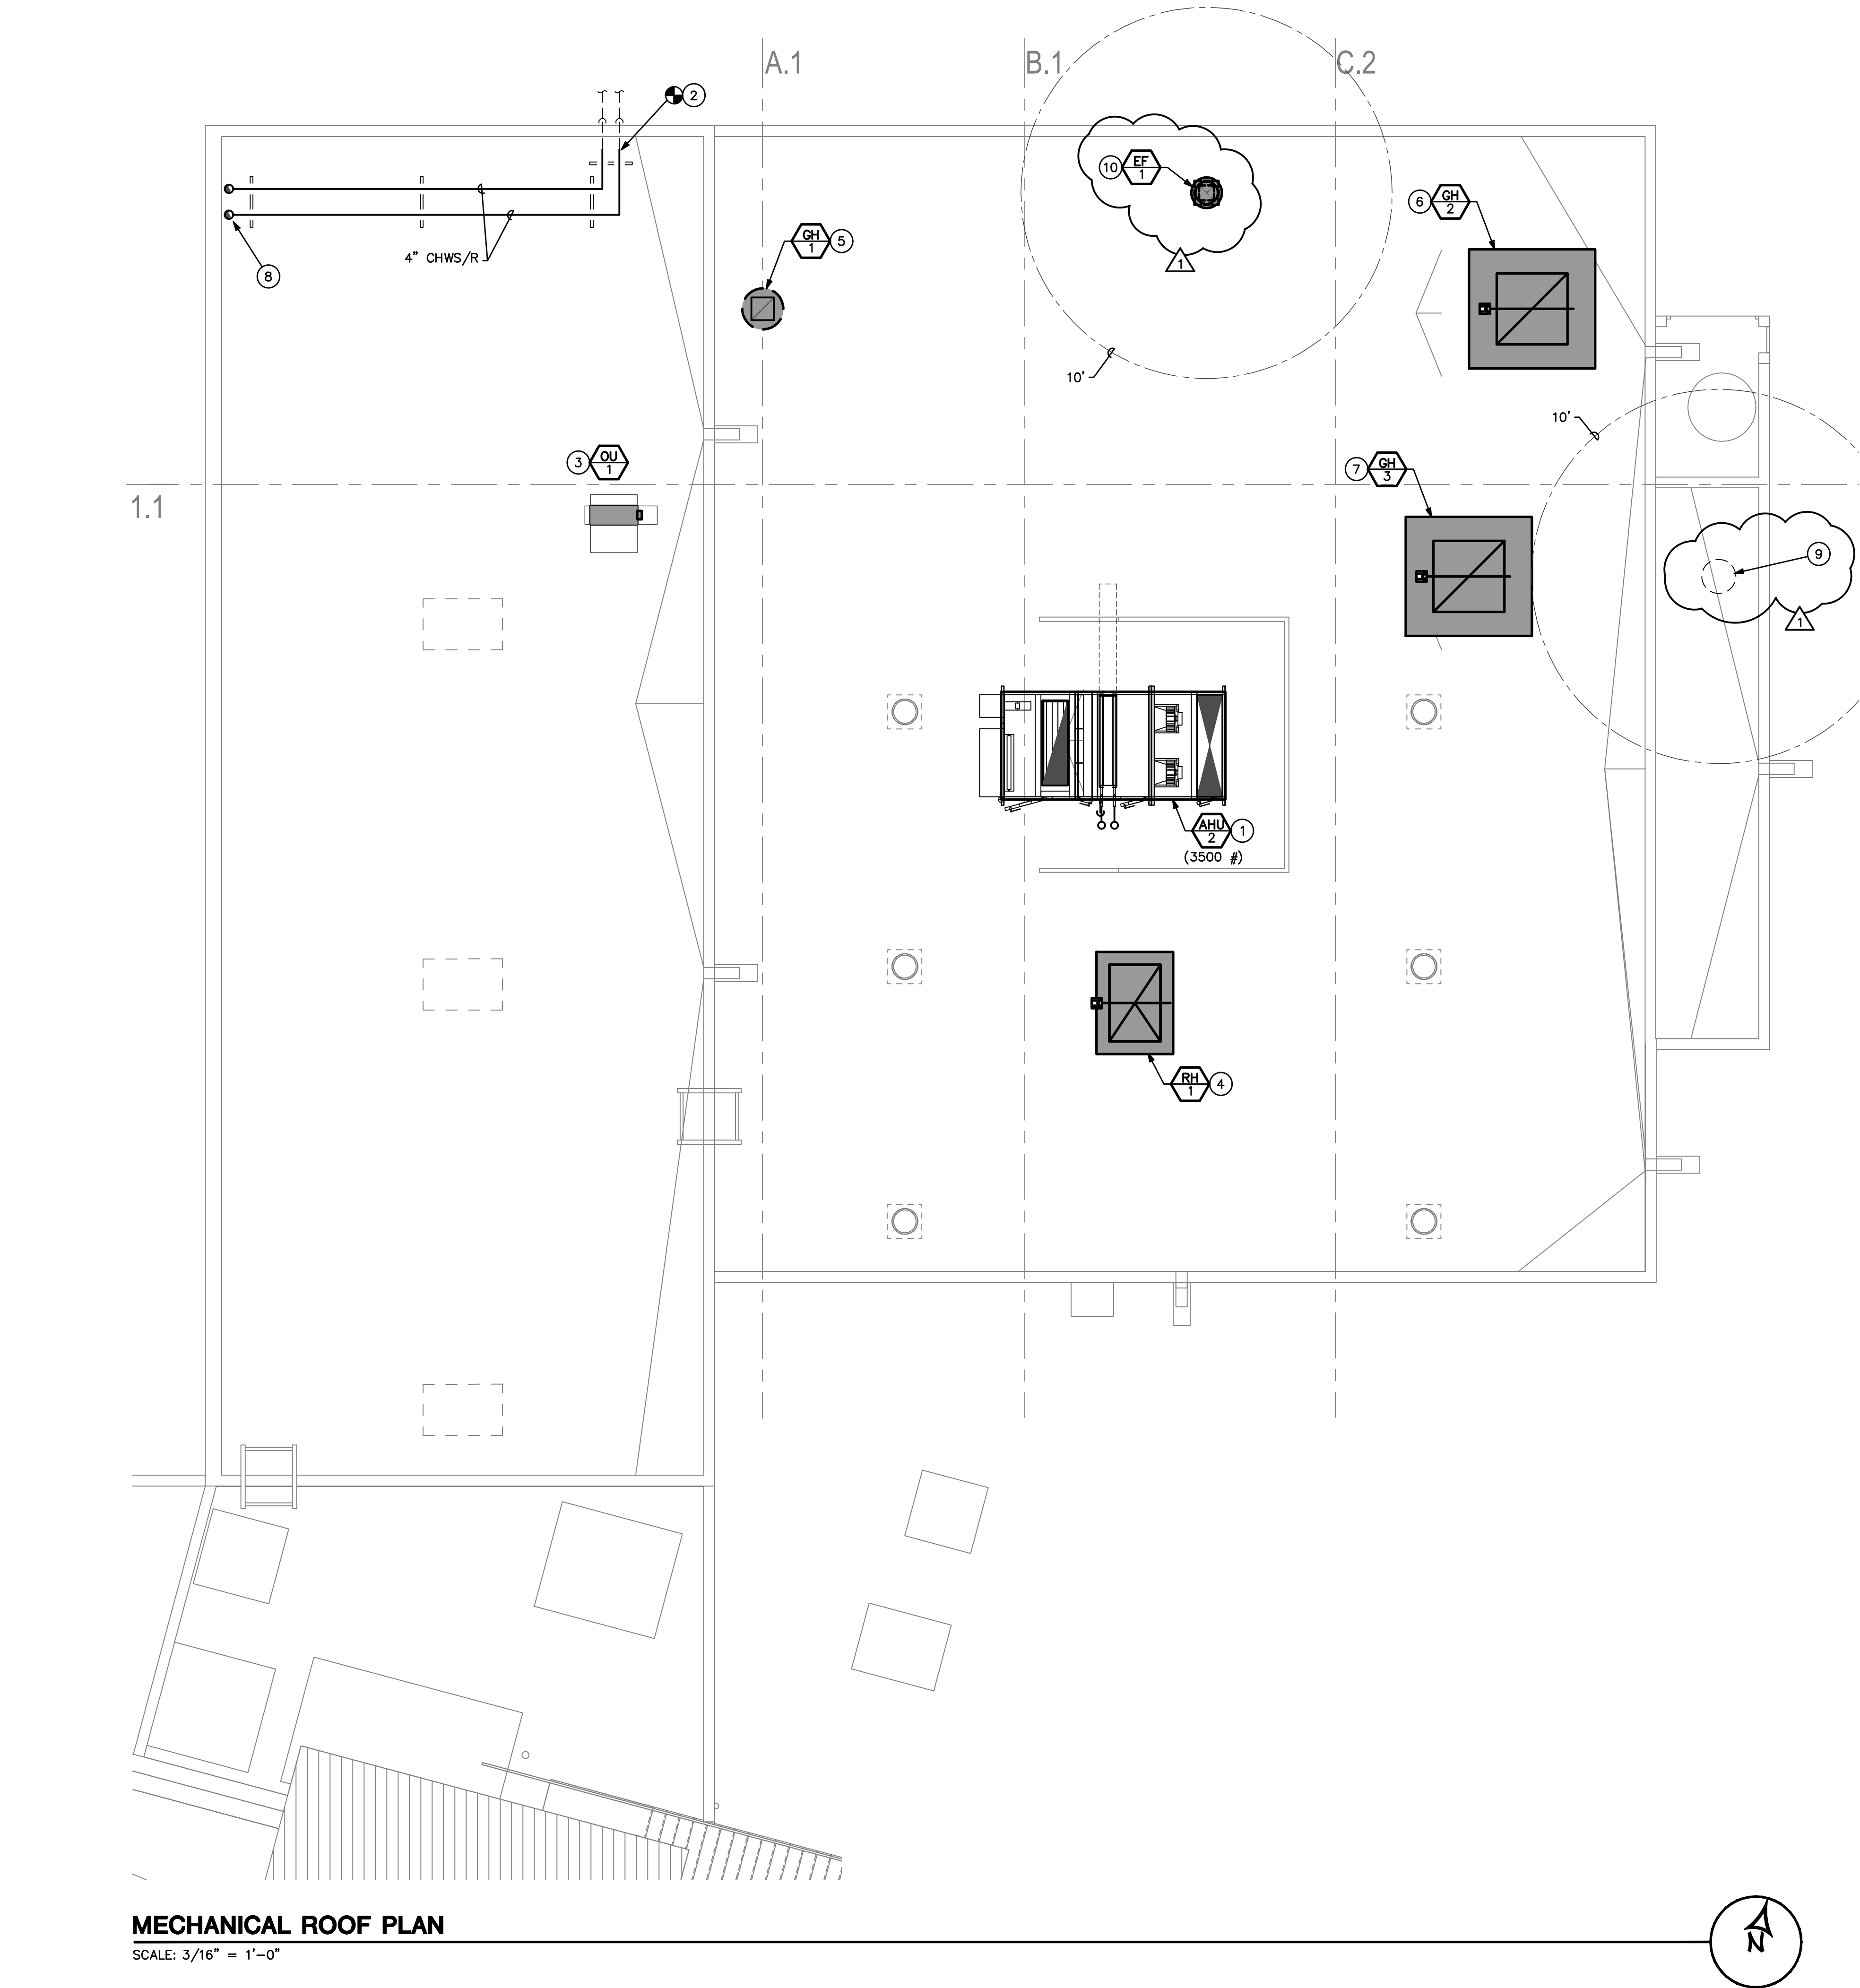 A.1
B.1
C.2
2
10
EF
1
6
GH
2
GH
1
5
4" CHWS/R
8
1
10'
10'
3
OU
1
7
GH
3
1.1
9
1
AHU
2
1
(3500 #)
RH
1
4
MECHANICAL ROOF PLAN
SCALE: 3/16" = 1'-0"
N